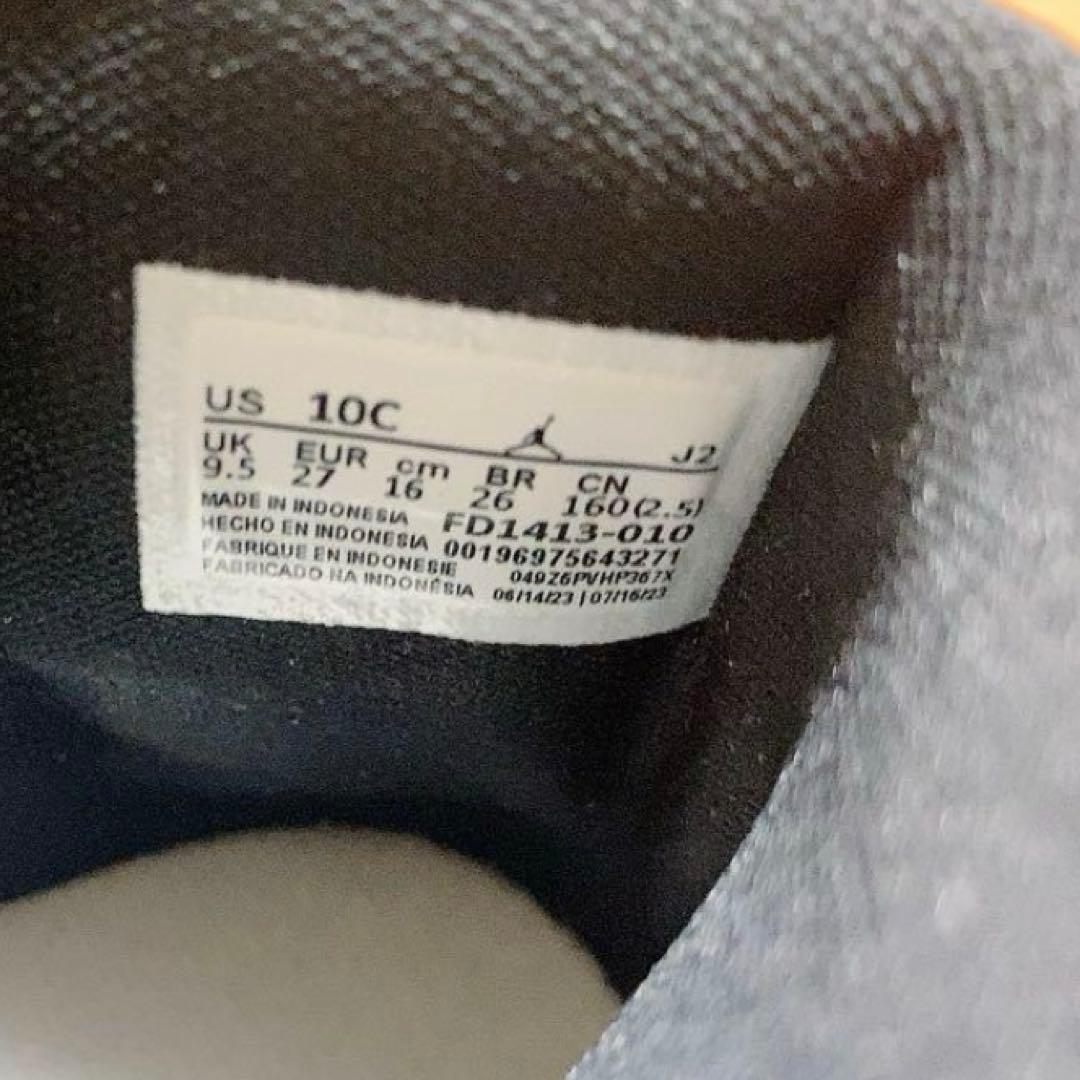 US 10C J2
UK EUR cm BR CN
9.5 27 16 26 160(2.5)
MADE IN INDONESIA FD1413-010
HECHO EN INDONESIA 00196975643271
FABRIQUE EN INDONESIE 049Z6PVHP367X
FABRICADO NA INDONÉSIA 06/14/23 | 07/16/23